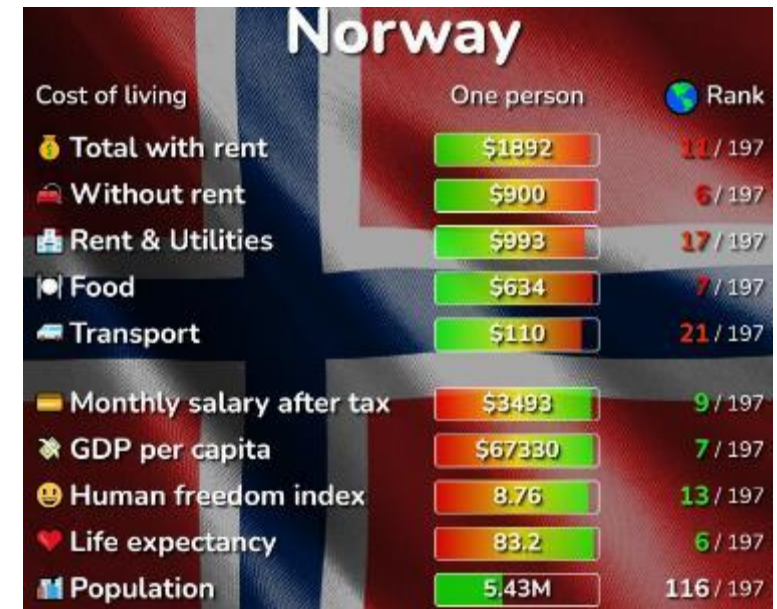 Norway
Cost of living One person Rank
Total with rent $1892 11 / 197
Without rent $900 6 / 197
Rent & Utilities $993 17 / 197
Food $634 7 / 197
Transport $110 21 / 197
Monthly salary after tax $3493 9 / 197
GDP per capita $67330 7 / 197
Human freedom index 8.76 13 / 197
Life expectancy 83.2 6 / 197
Population 5.43M 116 / 197